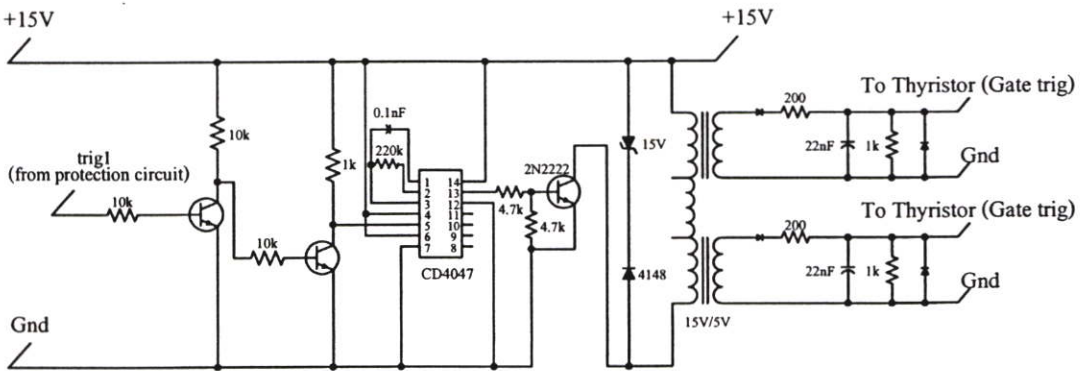 +15V
+15V
To Thyristor (Gate trig)
200
0.1nF
10k
220k
1k
15V
22nF
1k
2N2222
trig1
(from protection circuit)
10k
1
2
3
4
5
6
7
14
13
12
11
10
9
8
4.7k
4.7k
Gnd
To Thyristor (Gate trig)
200
10k
CD4047
4148
22nF
1k
Gnd
15V/5V
Gnd